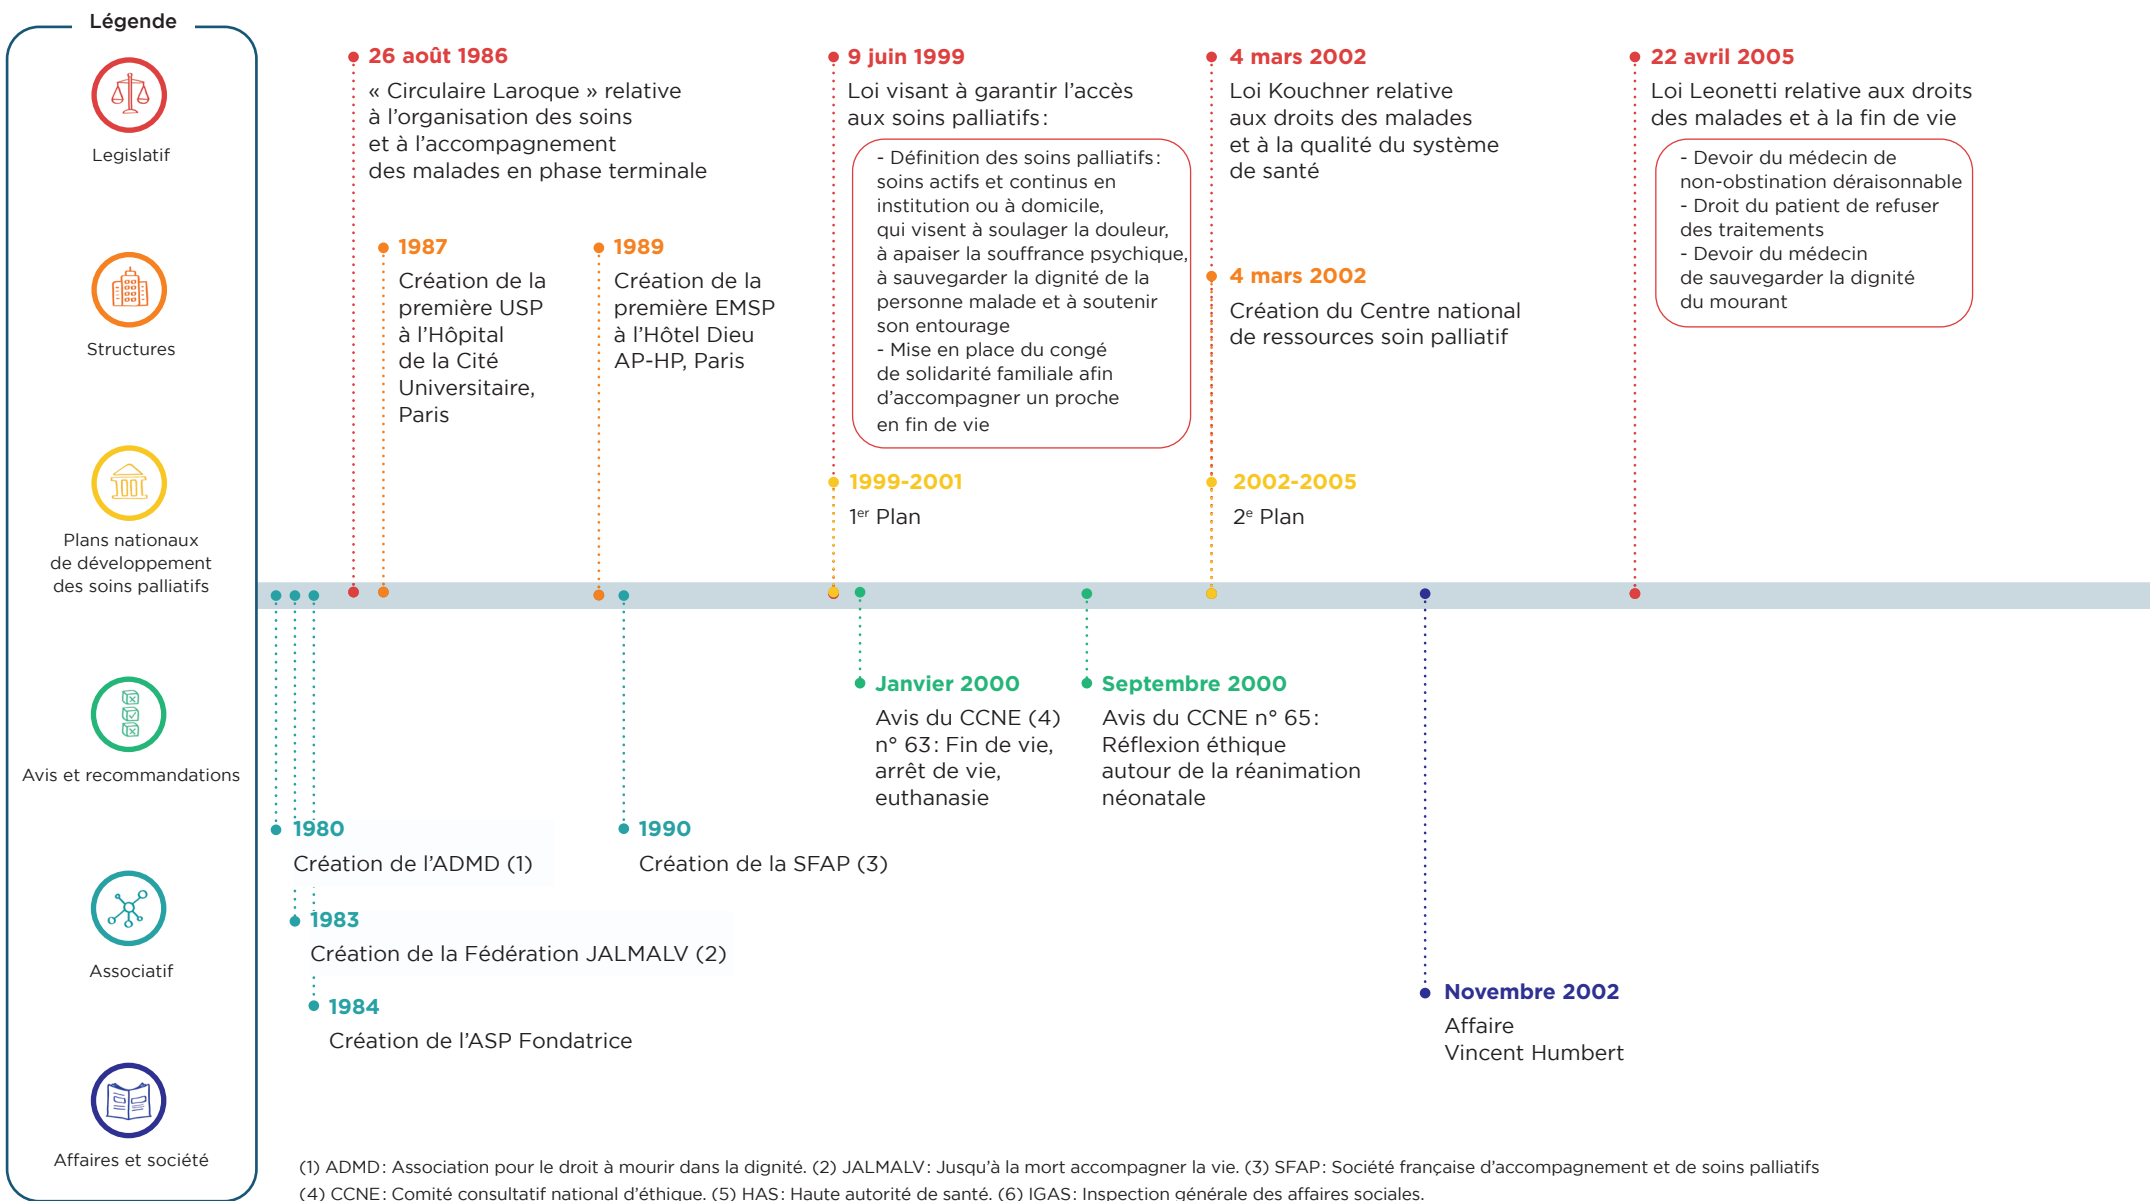 Légende
Legislatif
Structures
Plans nationaux
de développement
des soins palliatifs
Avis et recommandations
Associatif
Affaires et société
26 août 1986
« Circulaire Laroque » relative
à l’organisation des soins
et à l’accompagnement
des malades en phase terminale
1987
Création de la
première USP
à l’Hôpital
de la Cité
Universitaire,
Paris
1989
Création de la
première EMSP
à l’Hôtel Dieu
AP-HP, Paris
9 juin 1999
Loi visant à garantir l’accès
aux soins palliatifs :
- Définition des soins palliatifs :
soins actifs et continus en
institution ou à domicile,
qui visent à soulager la douleur,
à apaiser la souffrance psychique,
à sauvegarder la dignité de la
personne malade et à soutenir
son entourage
- Mise en place du congé
de solidarité familiale afin
d’accompagner un proche
en fin de vie
1999-2001
1er Plan
4 mars 2002
Loi Kouchner relative
aux droits des malades
et à la qualité du système
de santé
4 mars 2002
Création du Centre national
de ressources soin palliatif
2002-2005
2e Plan
22 avril 2005
Loi Leonetti relative aux droits
des malades et à la fin de vie
- Devoir du médecin de
non-obstination déraisonnable
- Droit du patient de refuser
des traitements
- Devoir du médecin
de sauvegarder la dignité
du mourant
Janvier 2000
Avis du CCNE (4)
n° 63 : Fin de vie,
arrêt de vie,
euthanasie
Septembre 2000
Avis du CCNE n° 65 :
Réflexion éthique
autour de la réanimation
néonatale
1980
Création de l’ADMD (1)
1990
Création de la SFAP (3)
1983
Création de la Fédération JALMALV (2)
1984
Création de l’ASP Fondatrice
Novembre 2002
Affaire
Vincent Humbert
(1) ADMD : Association pour le droit à mourir dans la dignité. (2) JALMALV : Jusqu’à la mort accompagner la vie. (3) SFAP : Société française d’accompagnement et de soins palliatifs
(4) CCNE : Comité consultatif national d’éthique. (5) HAS : Haute autorité de santé. (6) IGAS : Inspection générale des affaires sociales.